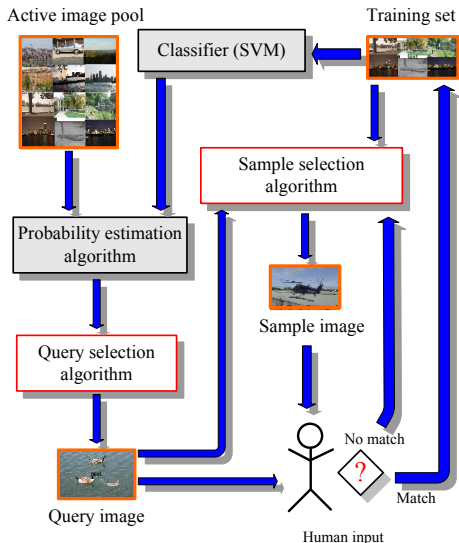 Active image pool
Training set
Classifier (SVM)
Sample selection
algorithm
Probability estimation
algorithm
Sample image
Query selection
algorithm
No match
?
Match
Query image
Human input